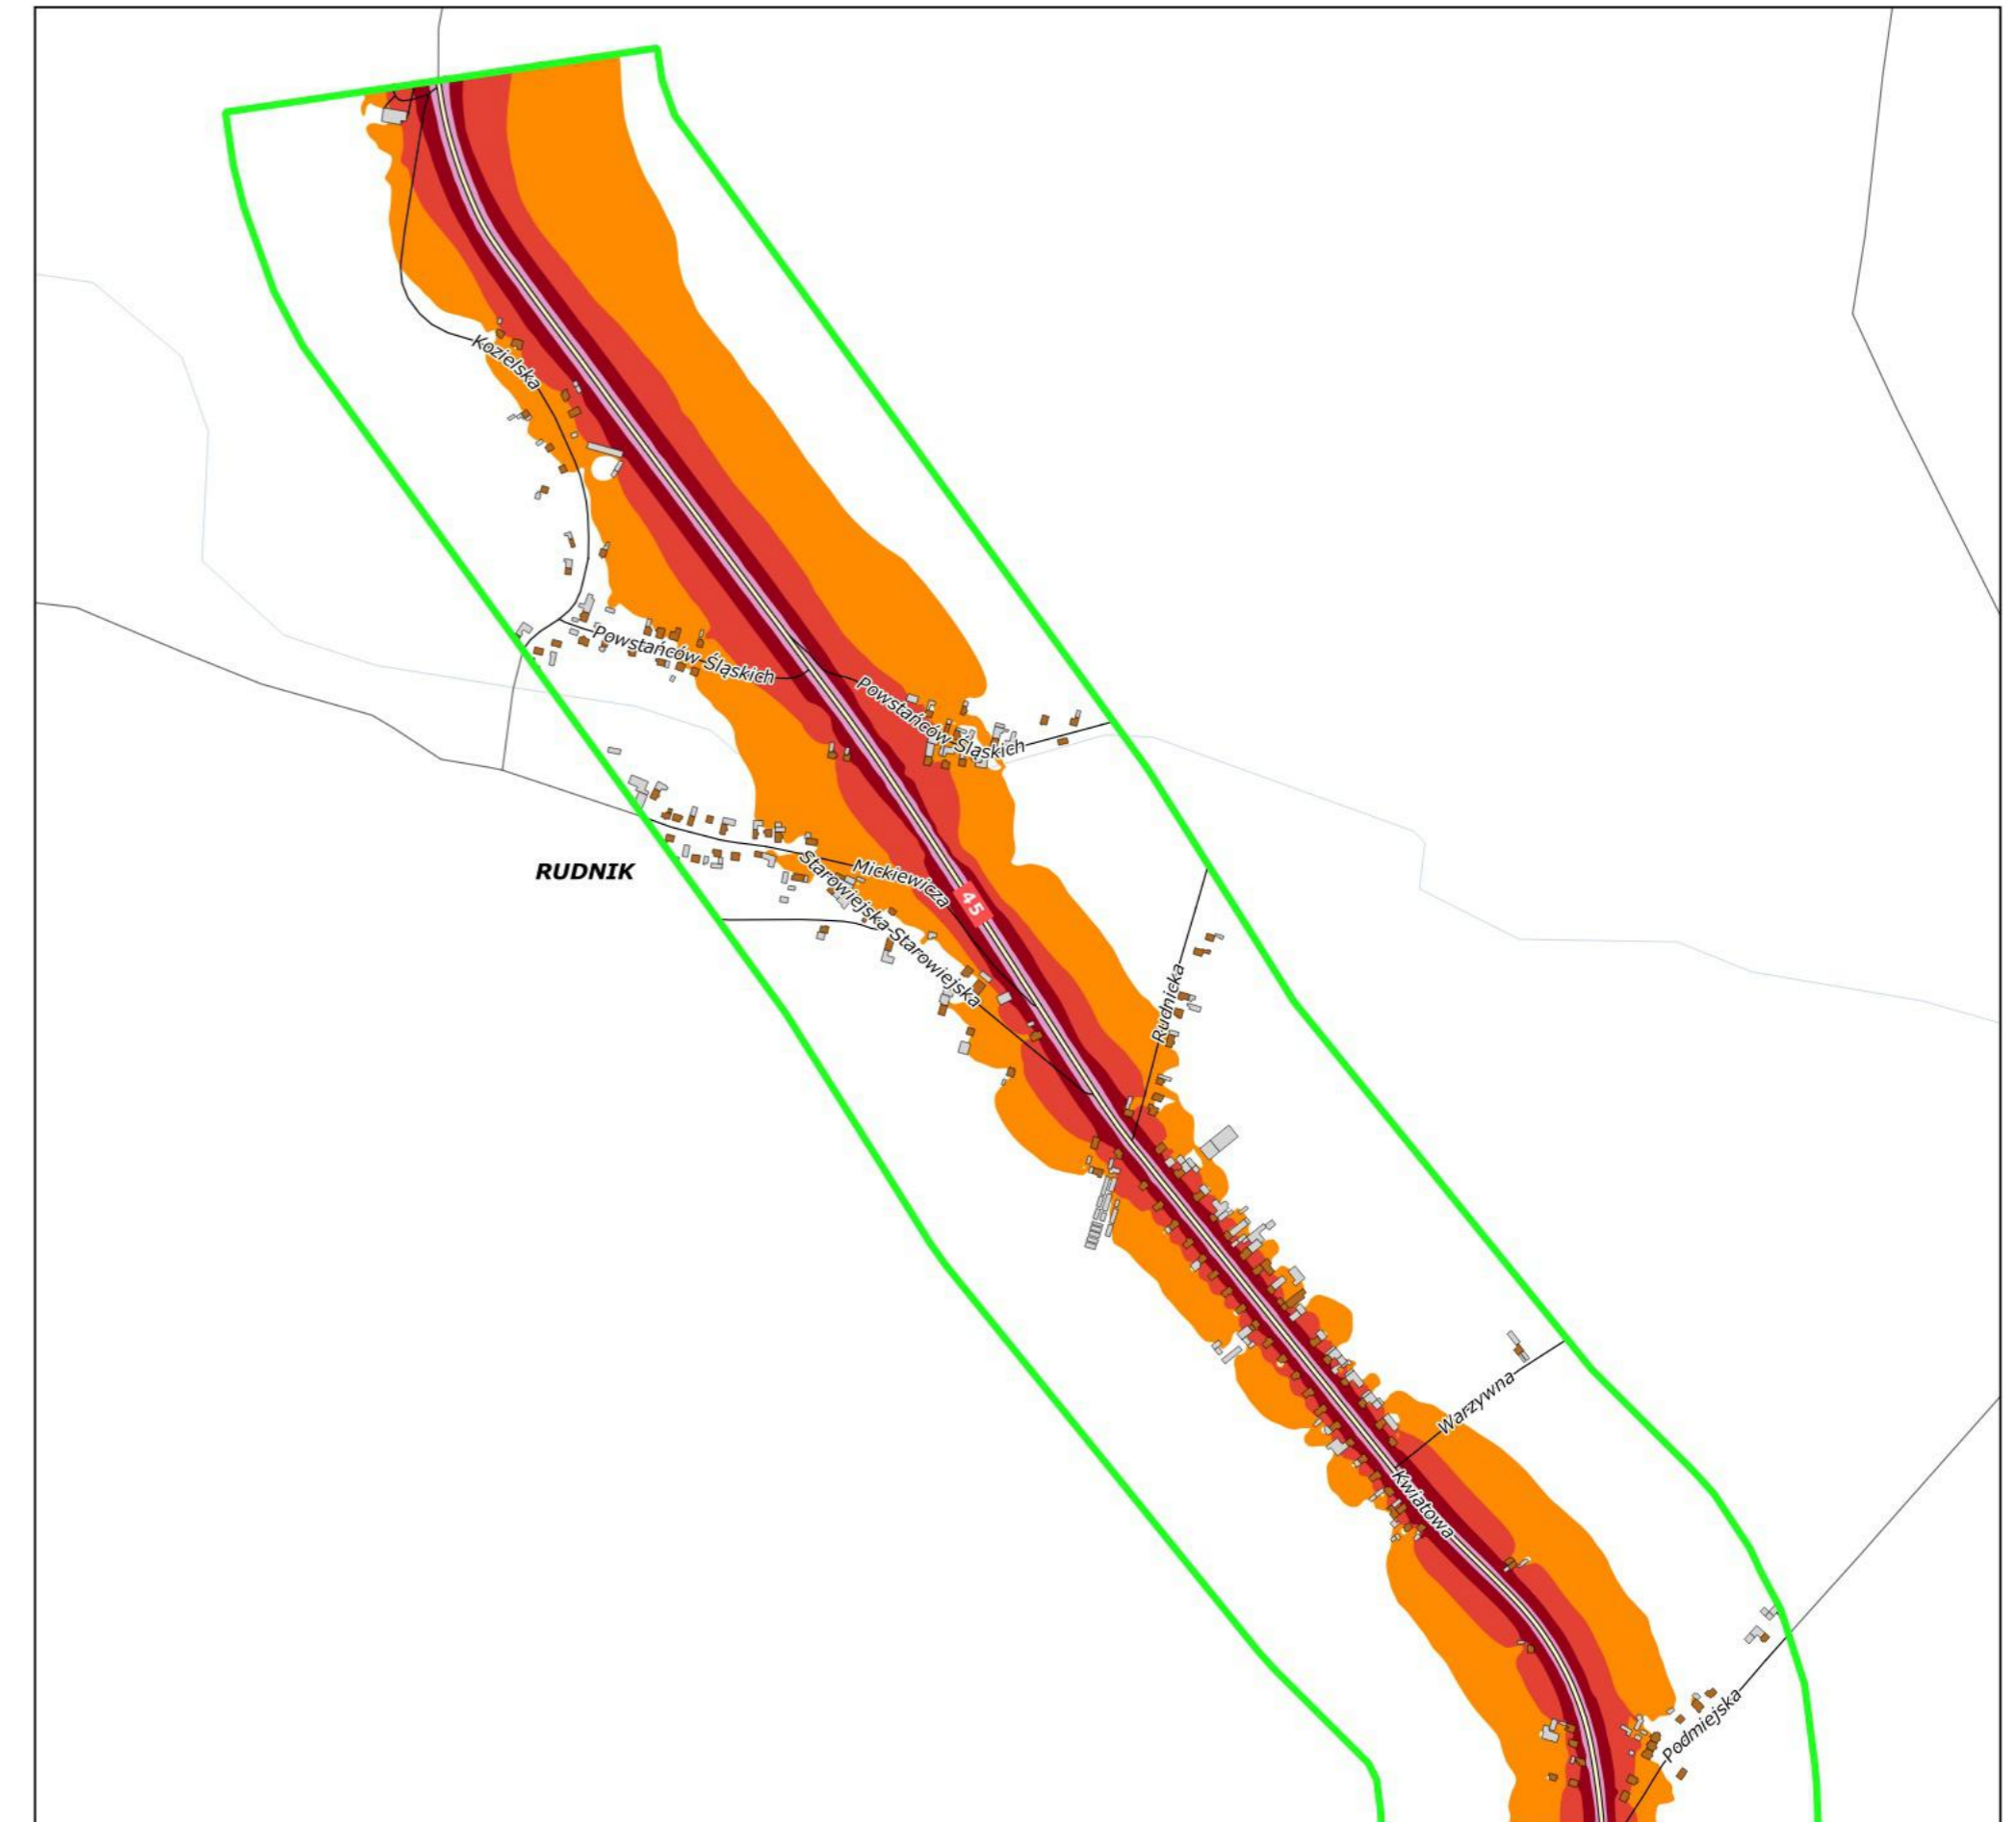 Kozielska
Powstańców Śląskich
Powstańców Śląskich
RUDNIK
Mickiewicza
Starowiejska
Starowiejska
45
Rudnicka
Warzywna
Kwiatowa
Podmiejska